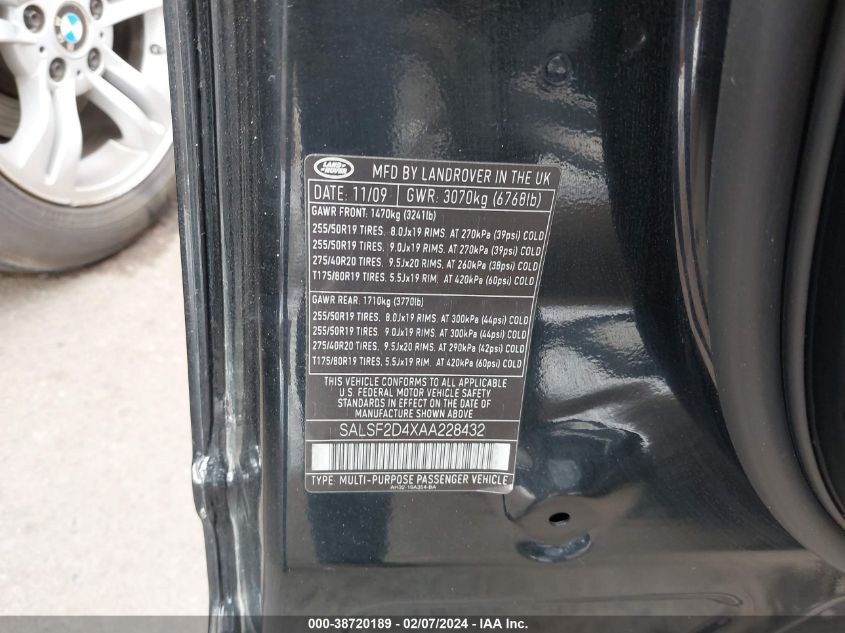 BMW
LAND
ROVER
MFD BY LANDROVER IN THE UK
DATE: 11/09 GWR: 3070kg (6768lb)
GAWR FRONT: 1470kg (3241lb)
255/50R19 TIRES, 8.0Jx19 RIMS, AT 270kPa (39psi) COLD
255/50R19 TIRES, 9.0Jx19 RIMS, AT 270kPa (39psi) COLD
275/40R20 TIRES, 9.5Jx20 RIMS, AT 260kPa (38psi) COLD
T175/80R19 TIRES, 5.5Jx19 RIM, AT 420kPa (60psi) COLD
GAWR REAR: 1710kg (3770lb)
255/50R19 TIRES, 8.0Jx19 RIMS, AT 300kPa (44psi) COLD
255/50R19 TIRES, 9.0Jx19 RIMS, AT 300kPa (44psi) COLD
275/40R20 TIRES, 9.5Jx20 RIMS, AT 290kPa (42psi) COLD
T175/80R19 TIRES, 5.5Jx19 RIM, AT 420kPa (60psi) COLD
THIS VEHICLE CONFORMS TO ALL APPLICABLE
U.S. FEDERAL MOTOR VEHICLE SAFETY
STANDARDS IN EFFECT ON THE DATE OF
MANUFACTURE SHOWN ABOVE
SALSF2D4XAA228432
TYPE: MULTI-PURPOSE PASSENGER VEHICLE
AH32-19A354-BA
000-38720189 - 02/07/2024 - IAA Inc.